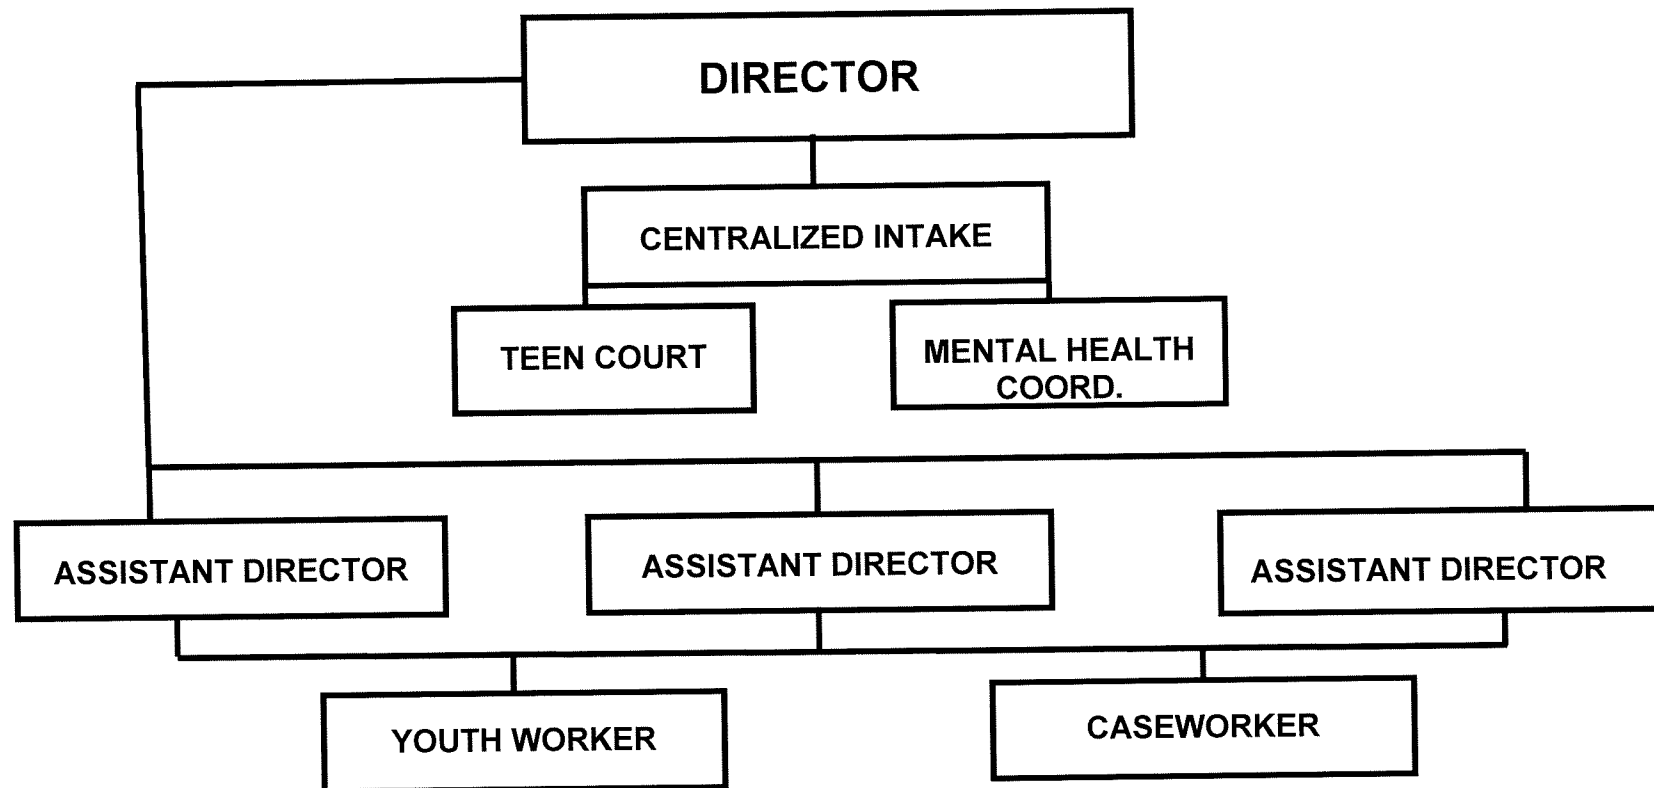 DIRECTOR
CENTRALIZED INTAKE
TEEN COURT
MENTAL HEALTH
COORD.
ASSISTANT DIRECTOR
ASSISTANT DIRECTOR
ASSISTANT DIRECTOR
YOUTH WORKER
CASEWORKER